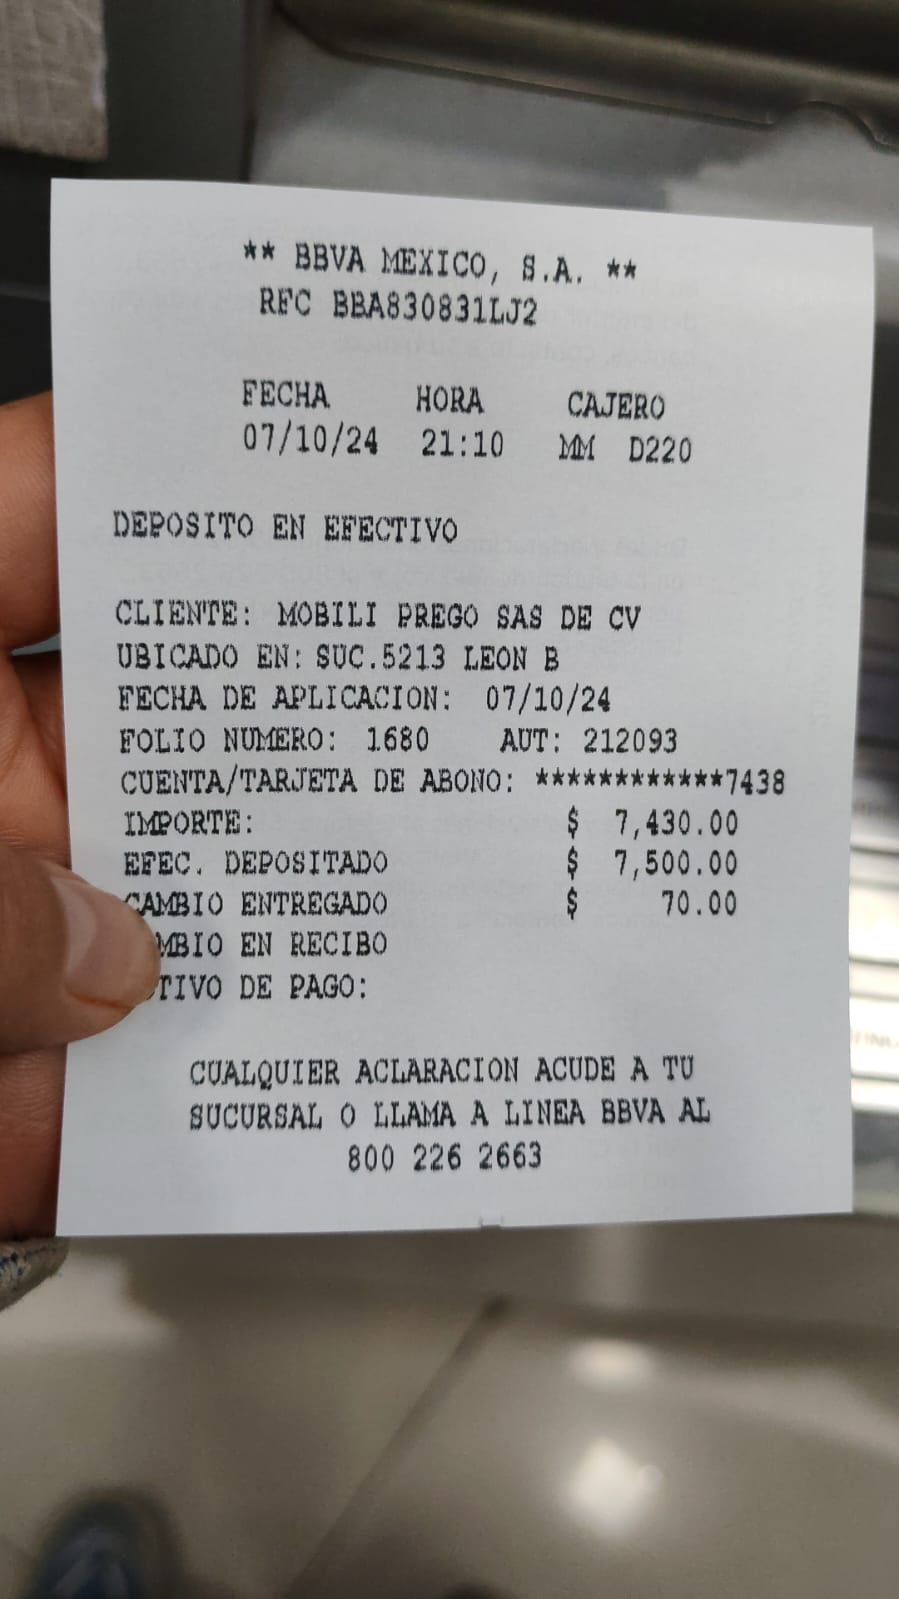 ** BBVA MEXICO, S.A. **
RFC BBA830831LJ2
FECHA HORA CAJERO
07/10/24 21:10 MM D220
DEPOSITO EN EFECTIVO
CLIENTE: MOBILI PREGO SAS DE CV
UBICADO EN: SUC.5213 LEON B
FECHA DE APLICACION: 07/10/24
FOLIO NUMERO: 1680 AUT: 212093
CUENTA/TARJETA DE ABONO: ************7438
IMPORTE: $ 7,430.00
EFEC. DEPOSITADO $ 7,500.00
CAMBIO ENTREGADO $ 70.00
MBIO EN RECIBO
TIVO DE PAGO:
CUALQUIER ACLARACION ACUDE A TU
SUCURSAL O LLAMA A LINEA BBVA AL
800 226 2663